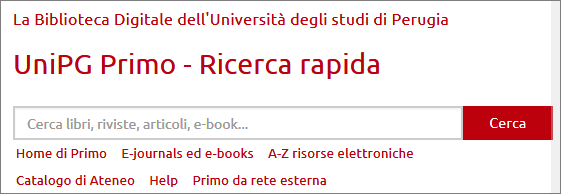 La Biblioteca Digitale dell'Università degli studi di Perugia
UniPG Primo - Ricerca rapida
Cerca libri, riviste, articoli, e-book... Cerca
Home di Primo E-journals ed e-books A-Z risorse elettroniche
Catalogo di Ateneo Help Primo da rete esterna